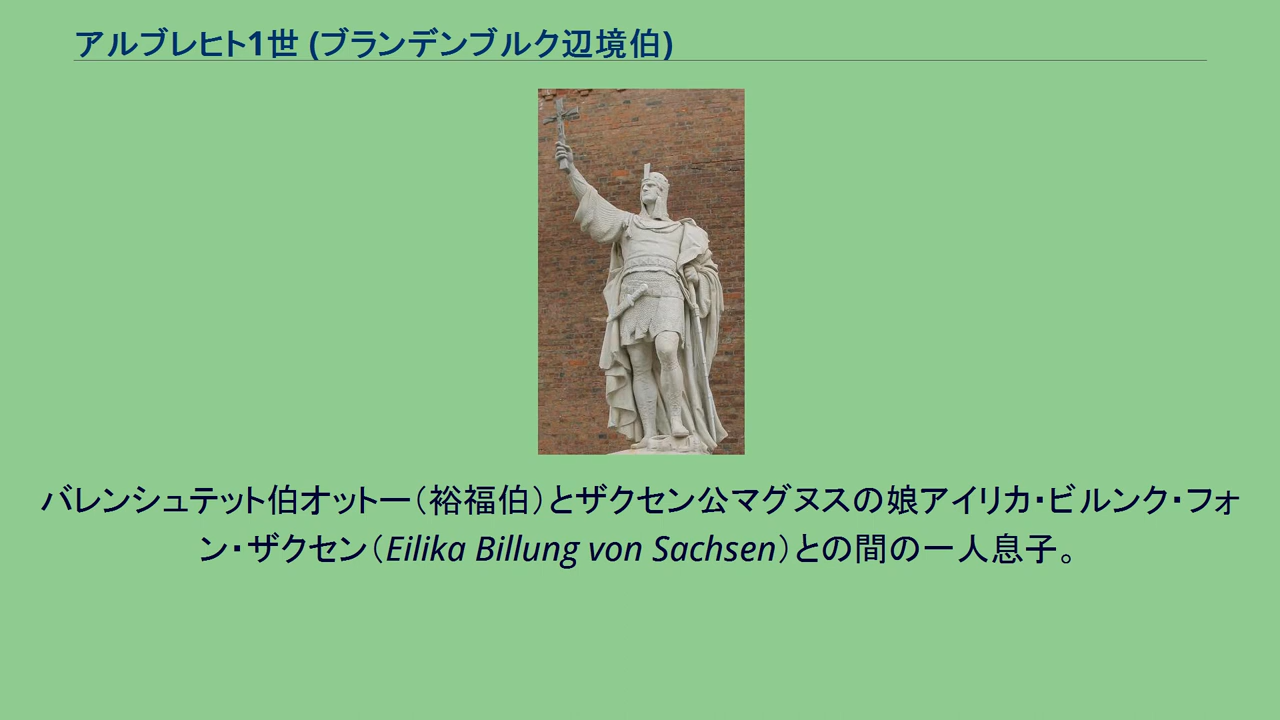 アルブレヒト1世 (ブランデンブルク辺境伯)
バレンシュテット伯オットー（裕福伯）とザクセン公マグヌスの娘アイリカ・ビルンク・フォ
ン・ザクセン（Eilika Billung von Sachsen）との間の一人息子。